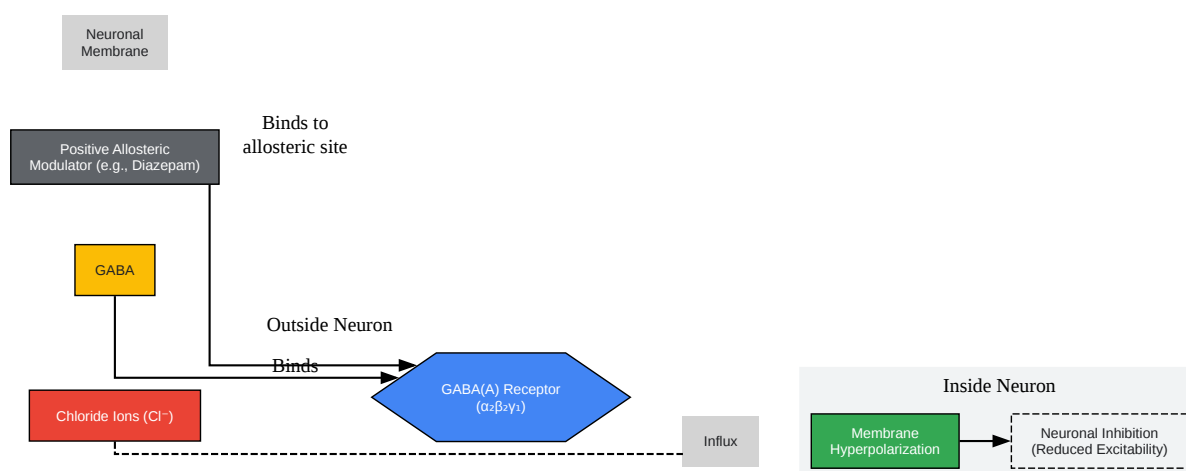 Neuronal
Membrane
Binds to
allosteric site
Positive Allosteric
Modulator (e.g., Diazepam)
GABA
Outside Neuron
Binds
GABA(A) Receptor
(α₂β₂γ₁)
Chloride Ions (Cl⁻)
Influx
Inside Neuron
Membrane
Hyperpolarization
Neuronal Inhibition
(Reduced Excitability)